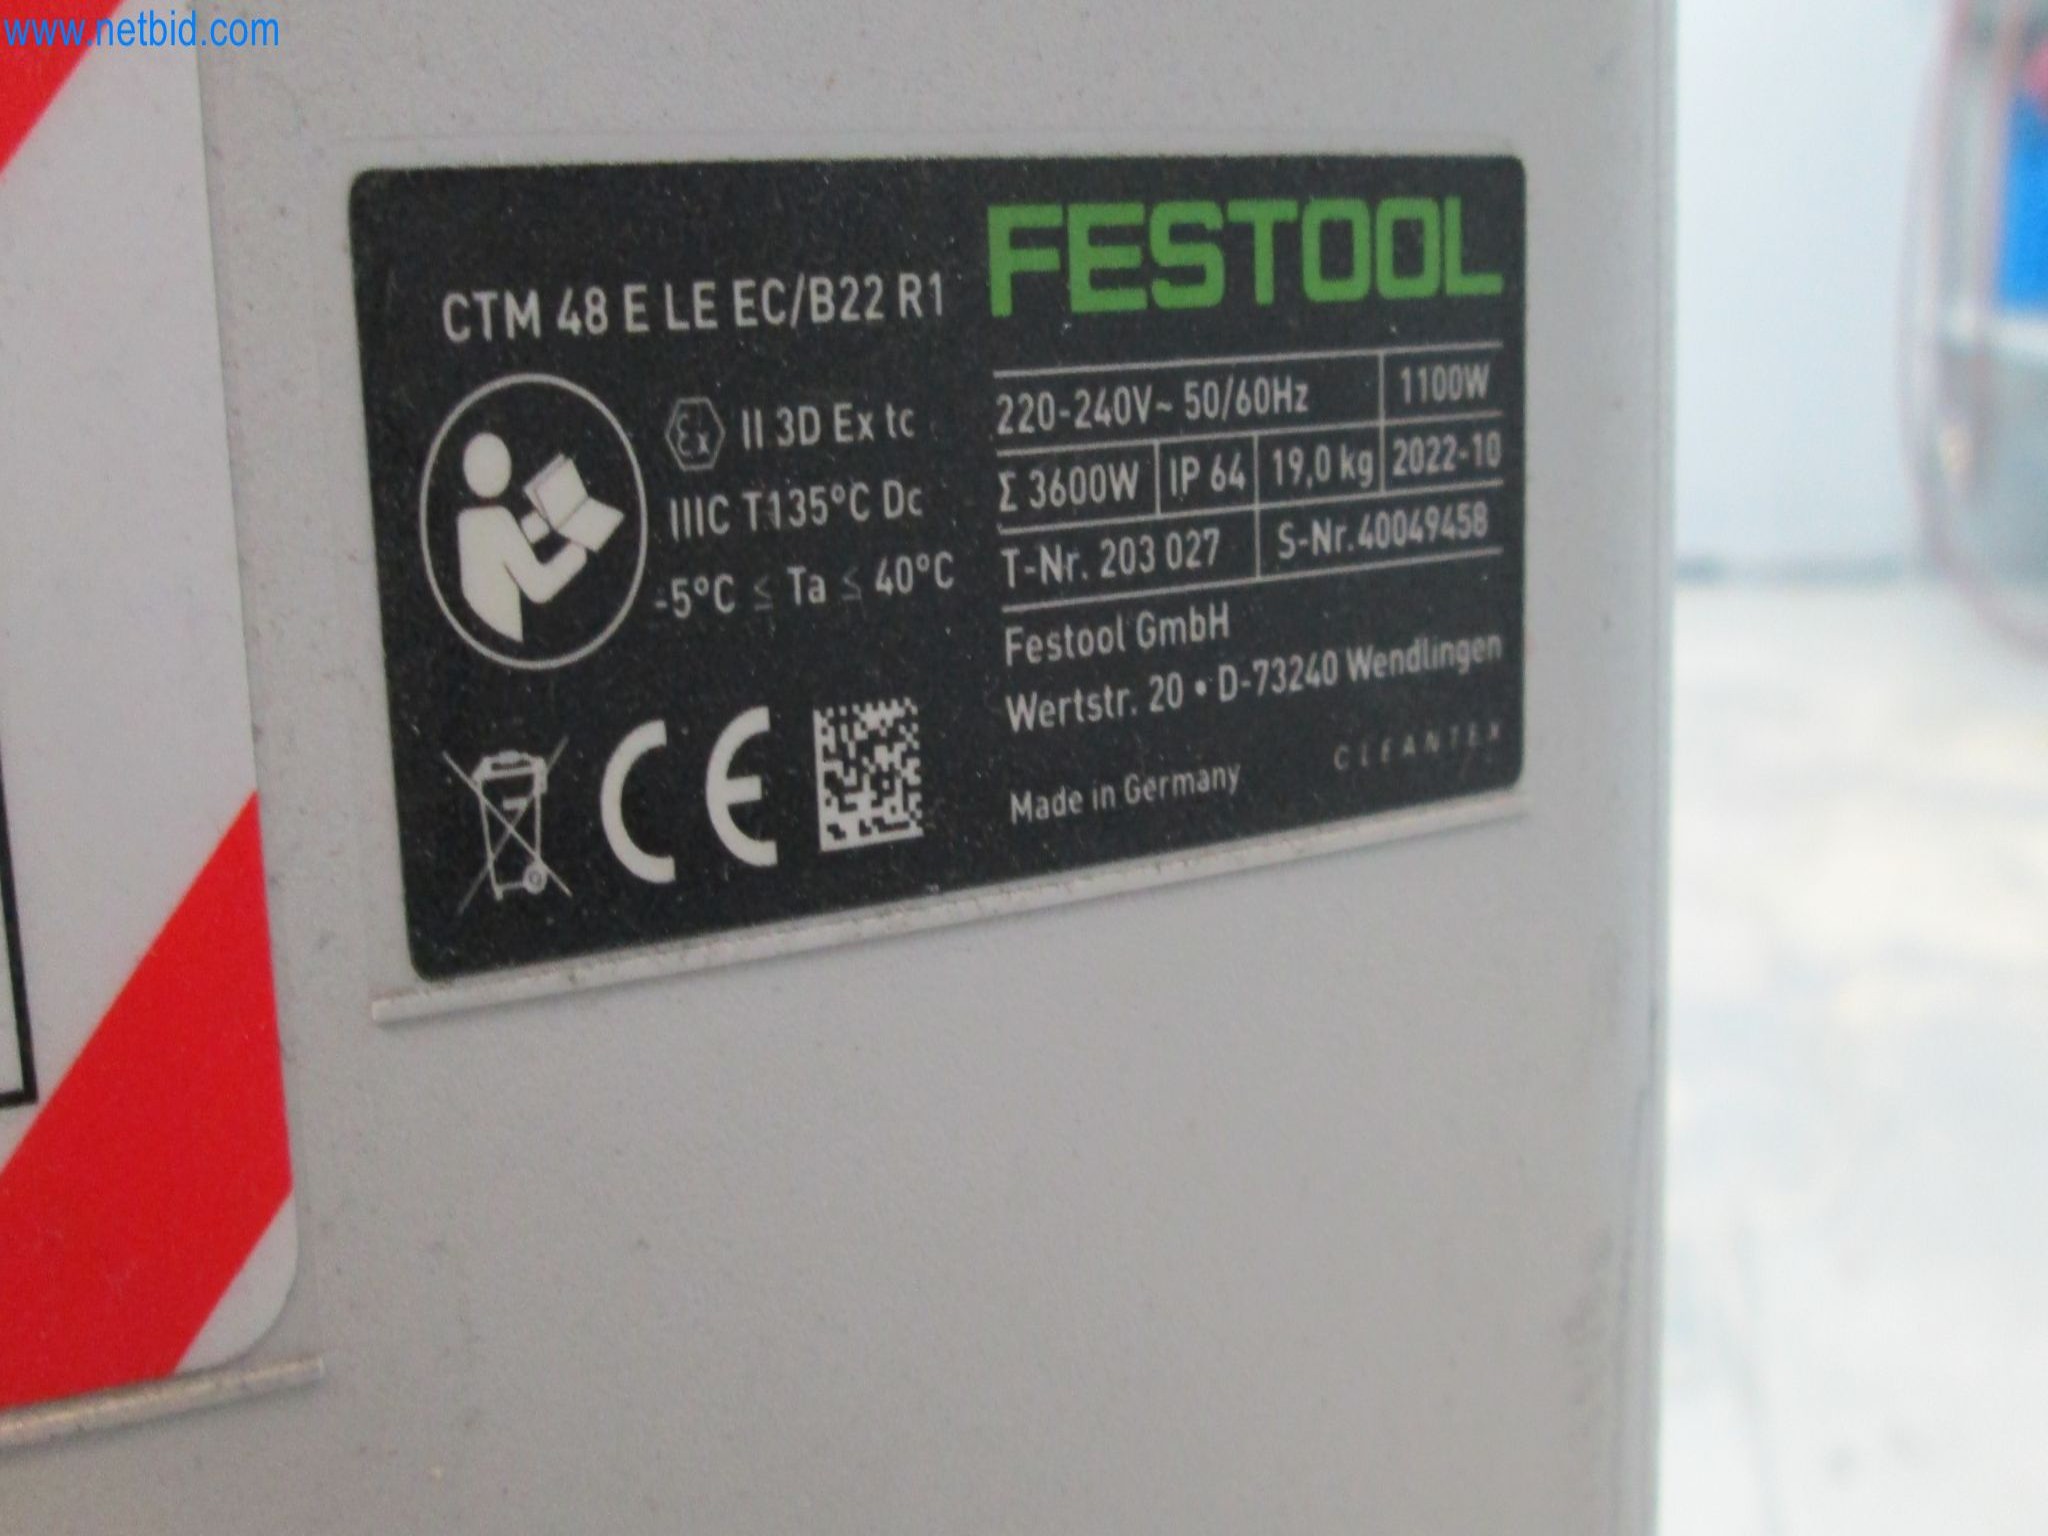 www.netbid.com
FESTOOL
CTM 48 E LE EC/B22 R1
Ex II 3D Ex tc
IIIC T135°C Dc
-5°C ≤ Ta ≤ 40°C
220-240V~ 50/60Hz 1100W
Σ 3600W IP 64 19,0 kg 2022-10
T-Nr. 203 027 S-Nr.40049458
Festool GmbH
Wertstr. 20 • D-73240 Wendlingen
CE
Made in Germany
CLEANTEX